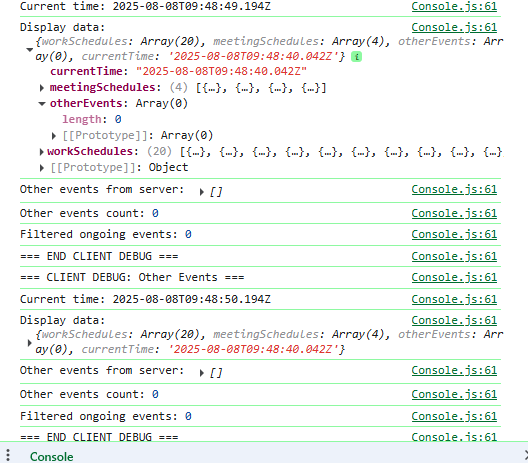 Current time: 2025-08-08T09:48:49.194Z Console.js:61
Display data: Console.js:61
{workSchedules: Array(20), meetingSchedules: Array(4), otherEvents: Arr
ay(0), currentTime: '2025-08-08T09:48:40.042Z'} i
currentTime: "2025-08-08T09:48:40.042Z"
meetingSchedules: (4) [{…}, {…}, {…}, {…}]
otherEvents: Array(0)
length: 0
[[Prototype]]: Array(0)
workSchedules: (20) [{…}, {…}, {…}, {…}, {…}, {…}, {…}, {…}, {…}
[[Prototype]]: Object
Other events from server: [] Console.js:61
Other events count: 0 Console.js:61
Filtered ongoing events: 0 Console.js:61
=== END CLIENT DEBUG === Console.js:61
=== CLIENT DEBUG: Other Events === Console.js:61
Current time: 2025-08-08T09:48:50.194Z Console.js:61
Display data: Console.js:61
{workSchedules: Array(20), meetingSchedules: Array(4), otherEvents: Arr
ay(0), currentTime: '2025-08-08T09:48:40.042Z'}
Other events from server: [] Console.js:61
Other events count: 0 Console.js:61
Filtered ongoing events: 0 Console.js:61
=== END CLIENT DEBUG === Console.js:61
Console